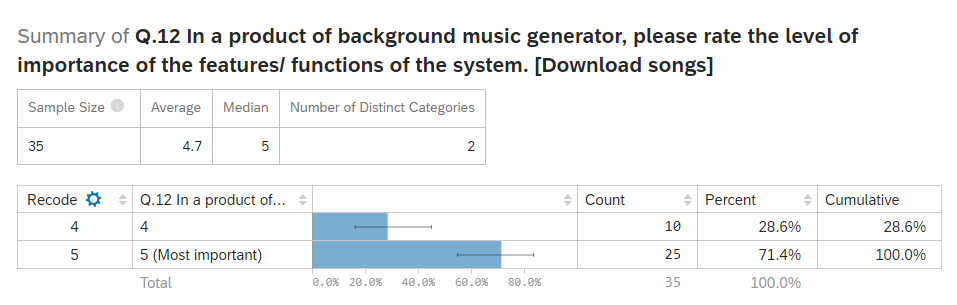 Summary of Q.12 In a product of background music generator, please rate the level of
importance of the features/ functions of the system. [Download songs]
Sample Size Average Median Number of Distinct Categories
35 4.7 5 2
Recode Q.12 In a product of... Count Percent Cumulative
4 4 10 28.6% 28.6%
5 5 (Most important) 25 71.4% 100.0%
Total 0.0% 20.0% 40.0% 60.0% 80.0% 35 100.0%